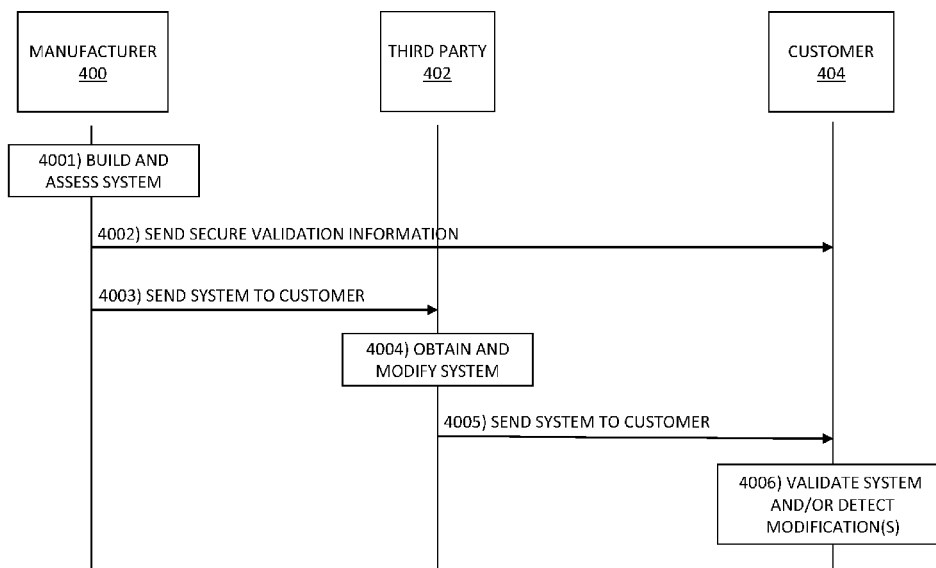 MANUFACTURER
400
THIRD PARTY
402
CUSTOMER
404
4001) BUILD AND
ASSESS SYSTEM
4002) SEND SECURE VALIDATION INFORMATION
4003) SEND SYSTEM TO CUSTOMER
4004) OBTAIN AND
MODIFY SYSTEM
4005) SEND SYSTEM TO CUSTOMER
4006) VALIDATE SYSTEM
AND/OR DETECT
MODIFICATION(S)